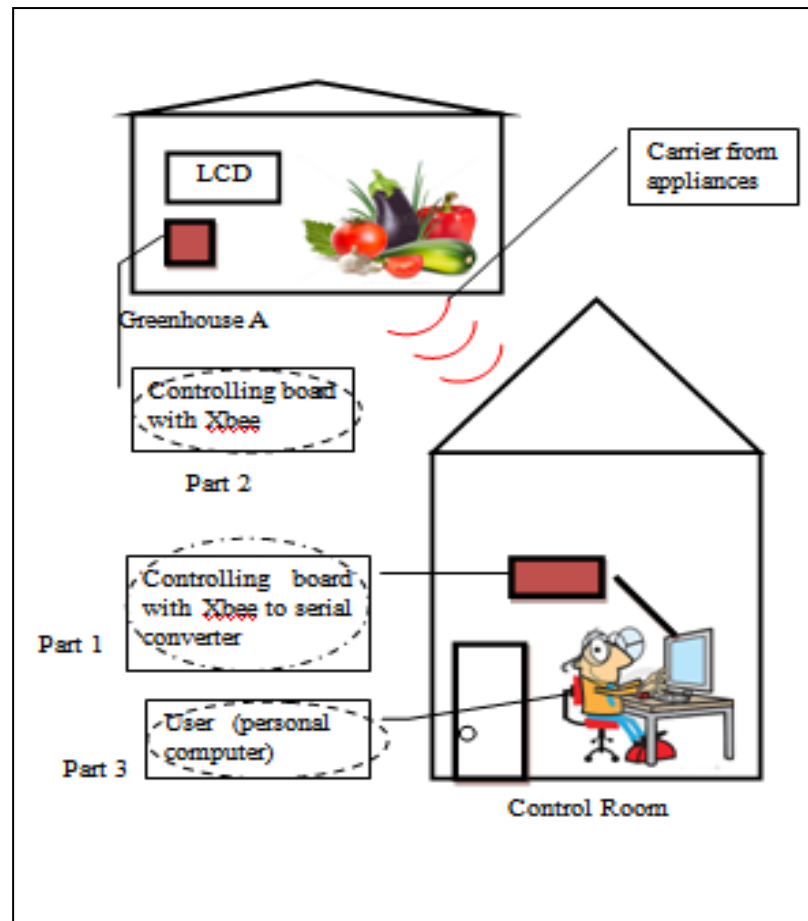 LCD
Carrier from
appliances
Greenhouse A
Controlling board
with Xbee
Part 2
Controlling board
with Xbee to serial
converter
Part 1
User (personal
computer)
Part 3
Control Room